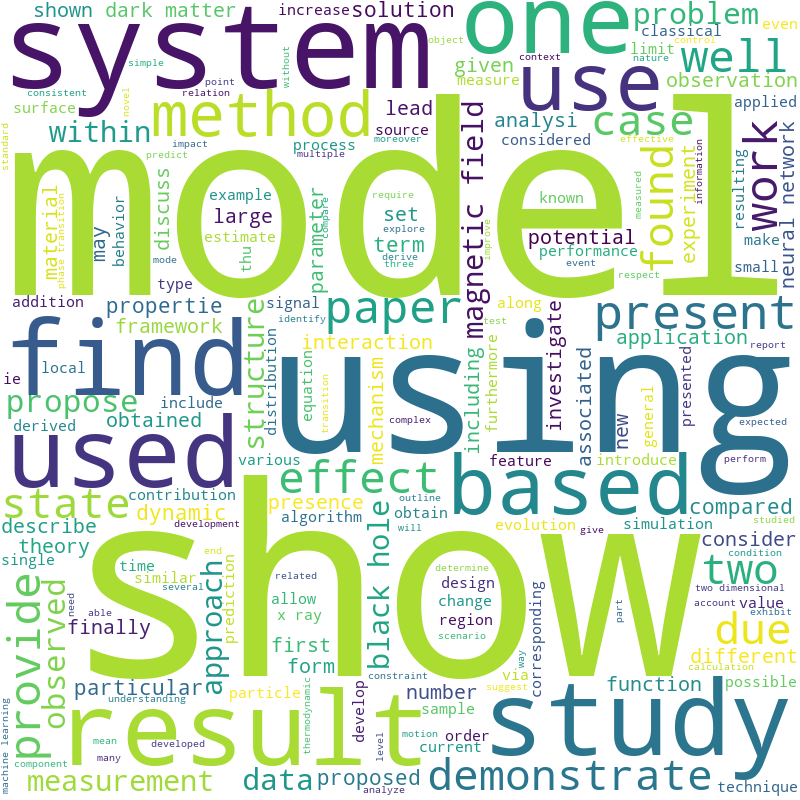 shown
dark matter
increase
solution
one
problem
even
simple
object
classical
control
system
without
context
limit
nature
well
consistent
point
relation
given
measure
observation
surface
novel
method
lead
use
case
applied
standard
within
source
analysi
effective
impact
process
moreover
considered
predict
multiple
model
magnetic field
found
work
information
resulting
neural network
material
phase transition
may
behavior
discuss
example
large
estimate
require
set
explore
term
derive
three
parameter
compare
known
potential
performance
event
respect
measured
experiment
make
small
improve
thu
mode
type
addition
propertie
signal
paper
along
present
framework
identify
interaction
test
application
report
find
structure
ie
local
propose
include
obtained
derived
distribution
equation
transition
mechanism
complex
including
furthermore
using
investigate
associated
new
general
presented
expected
used
various
feature
introduce
perform
effect
based
state
contribution
presence
outline
obtain
compared
describe
dynamic
development
algorithm
will
evolution
simulation
studied
theory
consider
condition
single
time
end
show
give
two
similar
several
prediction
related
determine
design
two dimensional
provide
observed
need
able
approach
allow
change
account
value
exhibit
finally
x ray
region
black hole
corresponding
part
due
first
scenario
form
constraint
way
different
calculation
particular
via
suggest
function
possible
understanding
particle
thermodynamic
develop
number
machine learning
result
sample
study
component
mean
many
developed
level
motion
order
current
measurement
data
proposed
analyze
demonstrate
technique